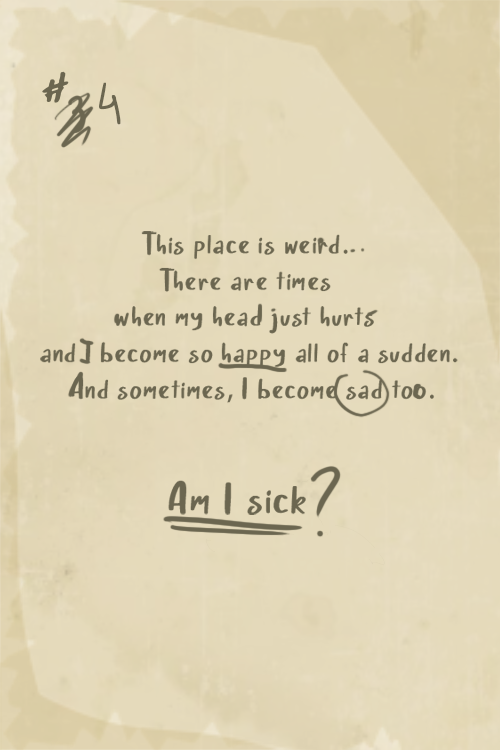 #4
This place is weird...
There are times
when my head just hurts
and I become so happy all of a sudden.
And sometimes, I become sad too.
Am I sick?